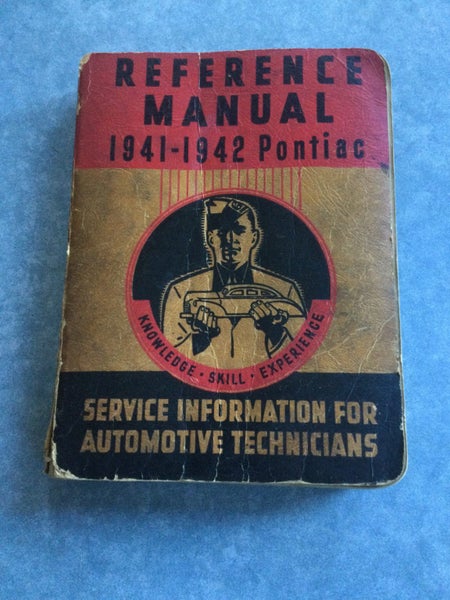 REFERENCE
MANUAL
1941-1942 Pontiac
KNOWLEDGE · SKILL · EXPERIENCE
SERVICE INFORMATION FOR
AUTOMOTIVE TECHNICIANS